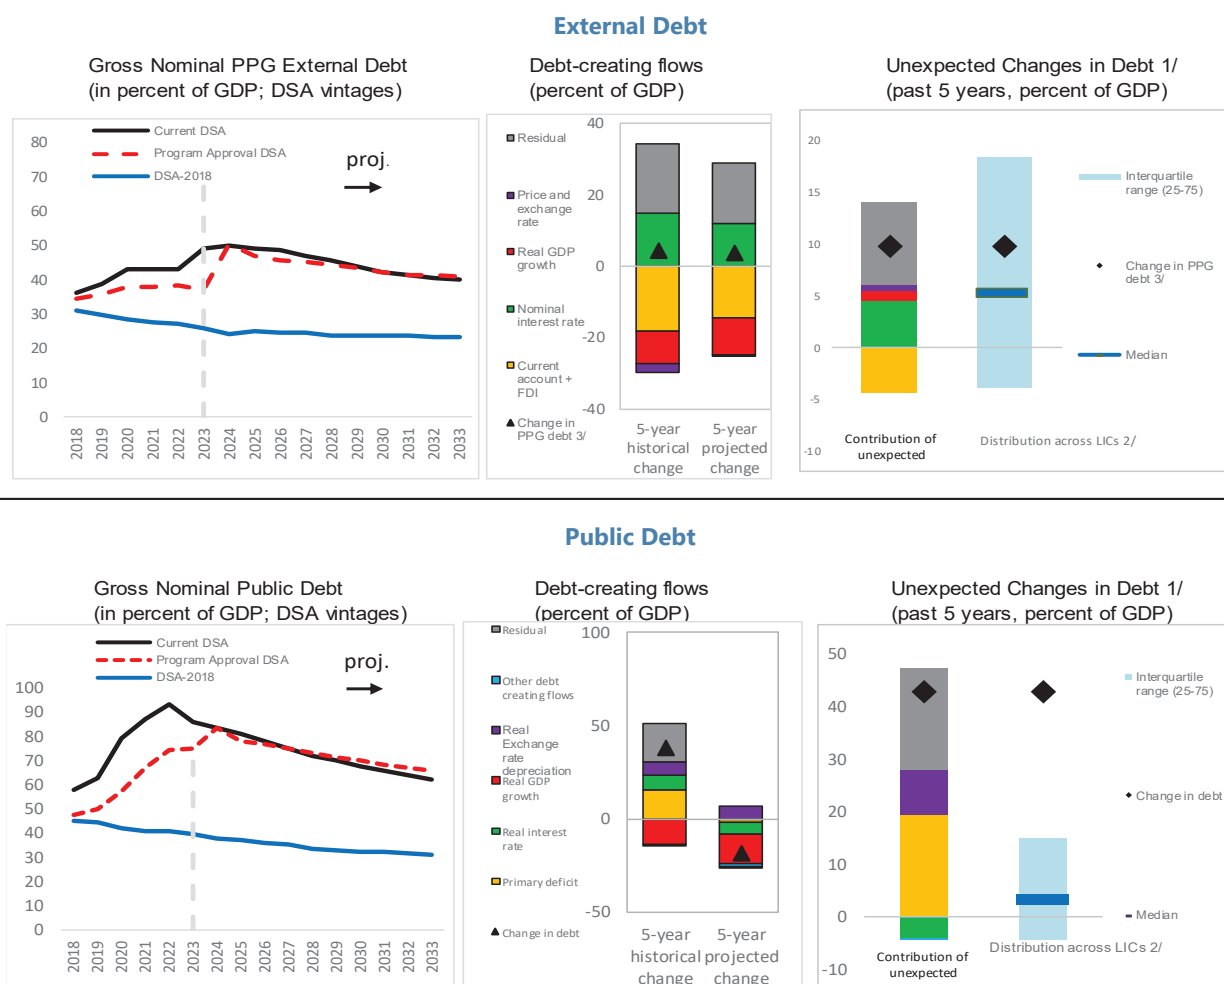 External Debt
Gross Nominal PPG External Debt
(in percent of GDP; DSA vintages)
Current DSA
Program Approval DSA
DSA-2018
proj.
80
70
60
50
40
30
20
10
0
2018
2019
2020
2021
2022
2023
2024
2025
2026
2027
2028
2029
2030
2031
2032
2033
Debt-creating flows
(percent of GDP)
Residual
Price and
exchange
rate
Real GDP
growth
Nominal
interest rate
Current
account +
FDI
Change in
PPG debt 3/
40
20
0
-20
-40
5-year
historical
change
5-year
projected
change
Unexpected Changes in Debt 1/
(past 5 years, percent of GDP)
20
15
10
5
0
-5
-10
Contribution of
unexpected
Distribution across LICs 2/
Interquartile
range (25-75)
Change in PPG
debt 3/
Median
Public Debt
Gross Nominal Public Debt
(in percent of GDP; DSA vintages)
Current DSA
Program Approval DSA
DSA-2018
proj.
100
90
80
70
60
50
40
30
20
10
0
2018
2019
2020
2021
2022
2023
2024
2025
2026
2027
2028
2029
2030
2031
2032
2033
Debt-creating flows
(percent of GDP)
Residual
Other debt
creating flows
Real
Exchange
rate
depreciation
Real GDP
growth
Real interest
rate
Primary deficit
Change in debt
100
50
0
-50
5-year
historical
change
5-year
projected
change
Unexpected Changes in Debt 1/
(past 5 years, percent of GDP)
50
40
30
20
10
0
-10
Contribution of
unexpected
Distribution across LICs 2/
Interquartile
range (25-75)
Change in debt
Median